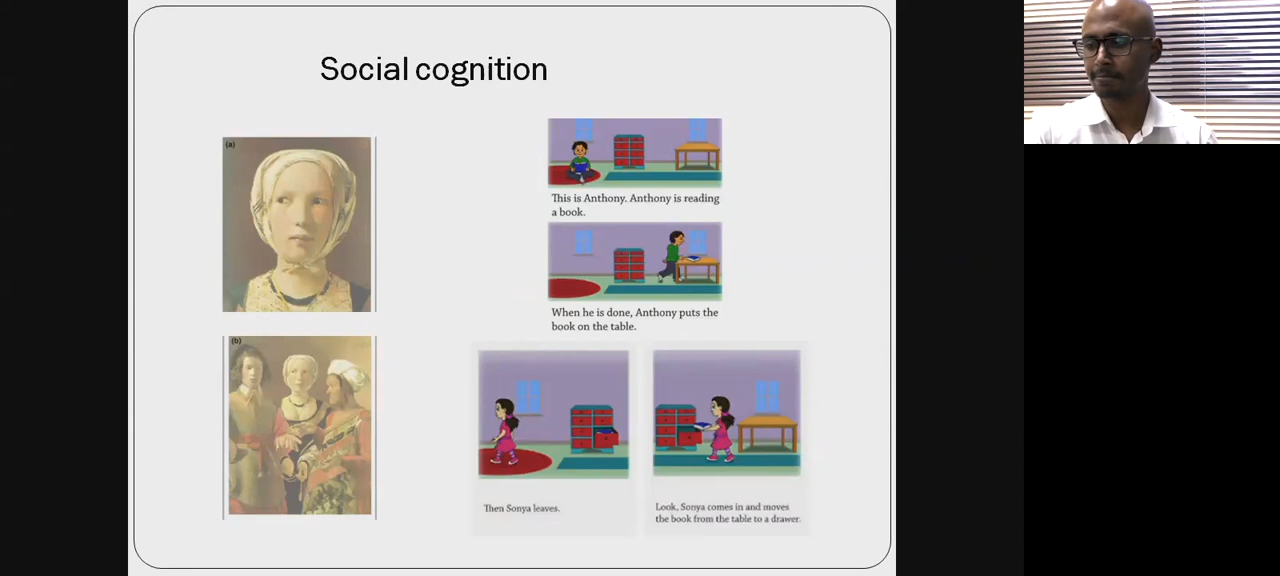 Social cognition
(a)
This is Anthony. Anthony is reading
a book.
When he is done, Anthony puts the
book on the table.
(b)
Then Sonya leaves.
Look, Sonya comes in and moves
the book from the table to a drawer.